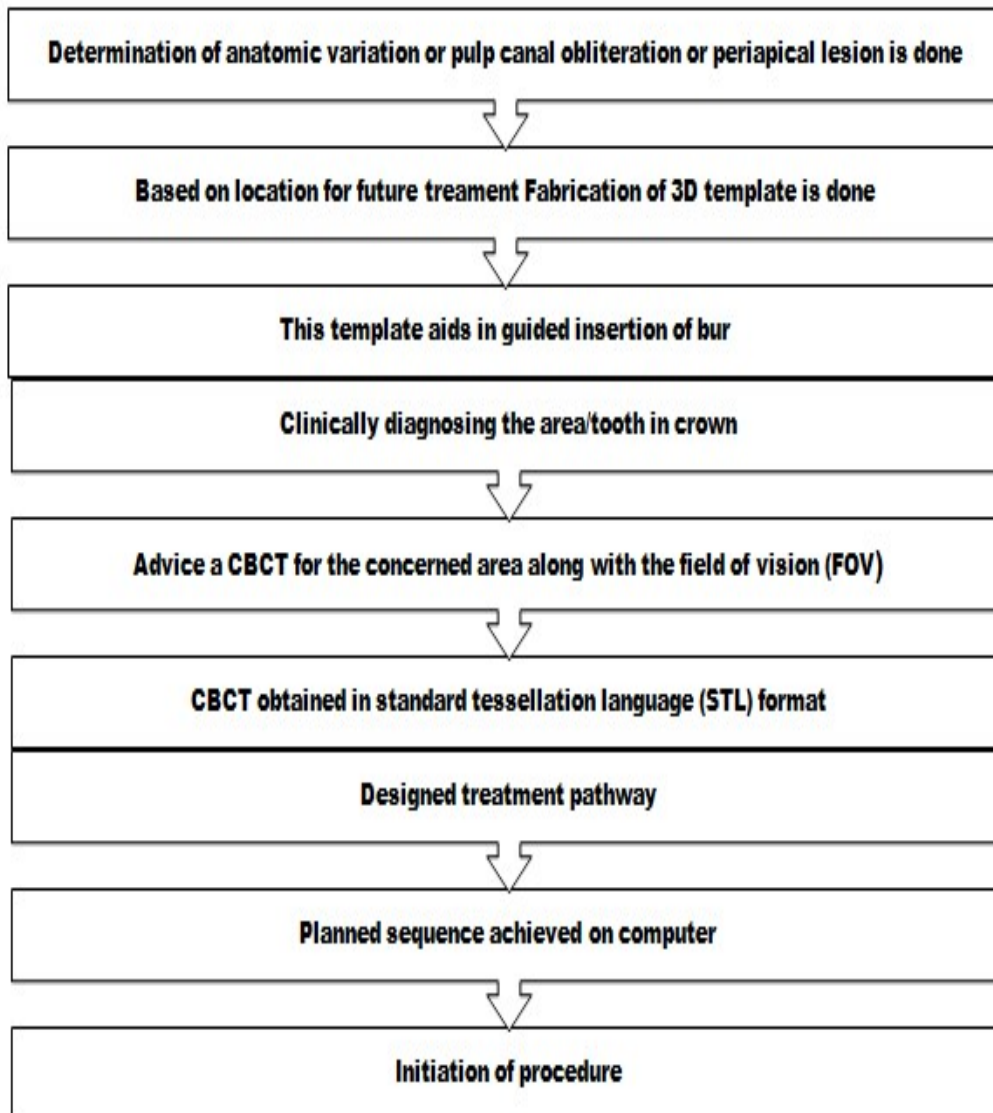 Determination of anatomic variation or pulp canal obliteration or periapical lesion is done
Based on location for future treament Fabrication of 3D template is done
This template aids in guided insertion of bur
Clinically diagnosing the area/tooth in crown
Advice a CBCT for the concerned area along with the field of vision (FOV)
CBCT obtained in standard tessellation language (STL) format
Designed treatment pathway
Planned sequence achieved on computer
Initiation of procedure